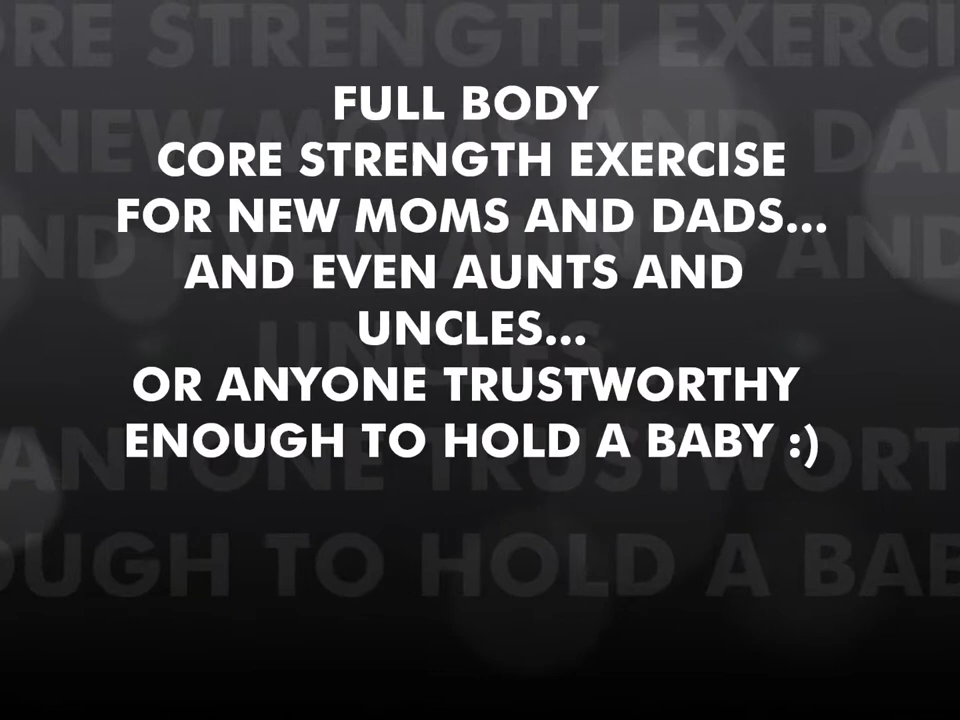 FULL BODY
CORE STRENGTH EXERCISE
FOR NEW MOMS AND DADS...
AND EVEN AUNTS AND
UNCLES...
OR ANYONE TRUSTWORTHY
ENOUGH TO HOLD A BABY :)